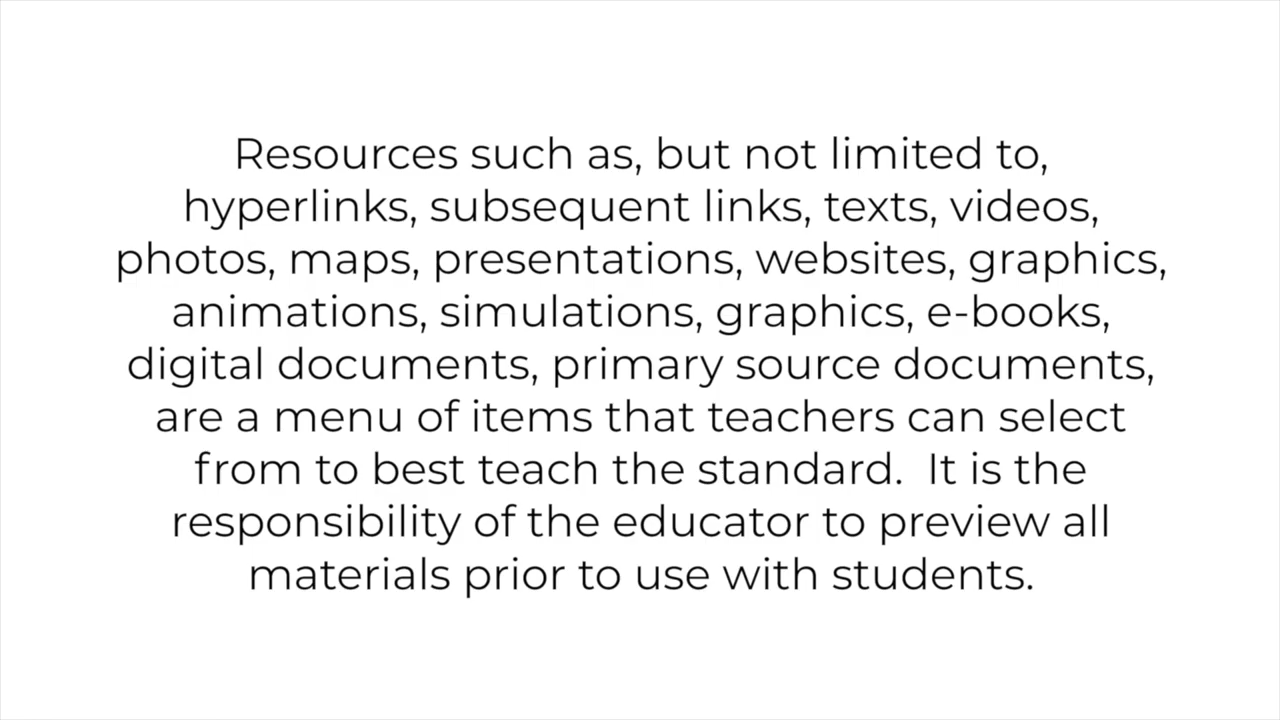 Resources such as, but not limited to,
hyperlinks, subsequent links, texts, videos,
photos, maps, presentations, websites, graphics,
animations, simulations, graphics, e-books,
digital documents, primary source documents,
are a menu of items that teachers can select
from to best teach the standard.  It is the
responsibility of the educator to preview all
materials prior to use with students.